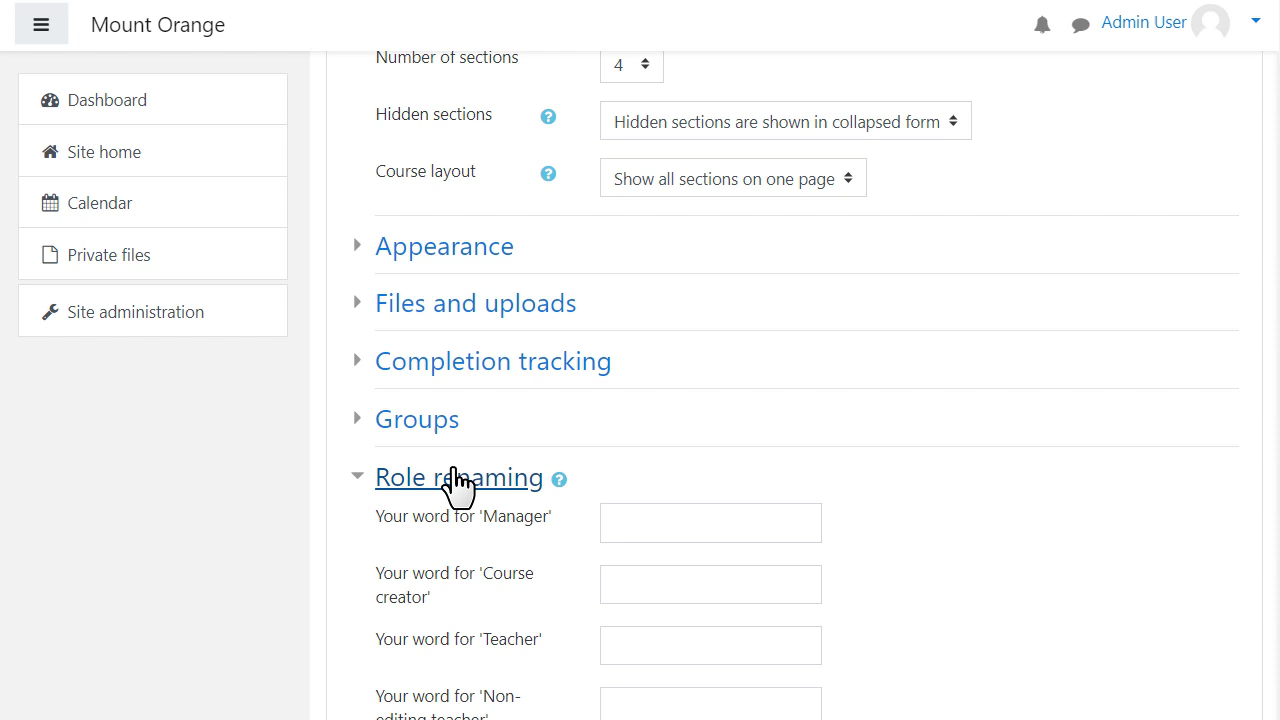 Mount Orange
Admin User
Dashboard
Site home
Calendar
Private files
Site administration
Number of sections
4
Hidden sections
Hidden sections are shown in collapsed form
Course layout
Show all sections on one page
Appearance
Files and uploads
Completion tracking
Groups
Role renaming
Your word for 'Manager'
Your word for 'Course
creator'
Your word for 'Teacher'
Your word for 'Non-
editing teacher'